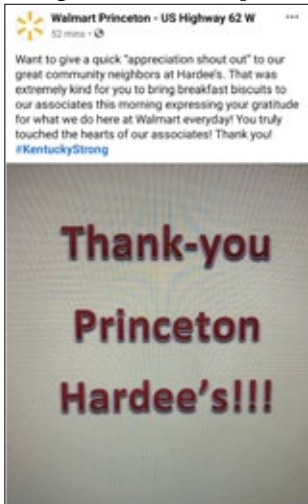 Walmart Princeton - US Highway 62 W
52 mins •
Want to give a quick "appreciation shout out" to our
great community neighbors at Hardee's. That was
extremely kind for you to bring breakfast biscuits to
our associates this morning expressing your gratitude
for what we do here at Walmart everyday! You truly
touched the hearts of our associates! Thank you!
#KentuckyStrong
Thank-you
Princeton
Hardee's!!!